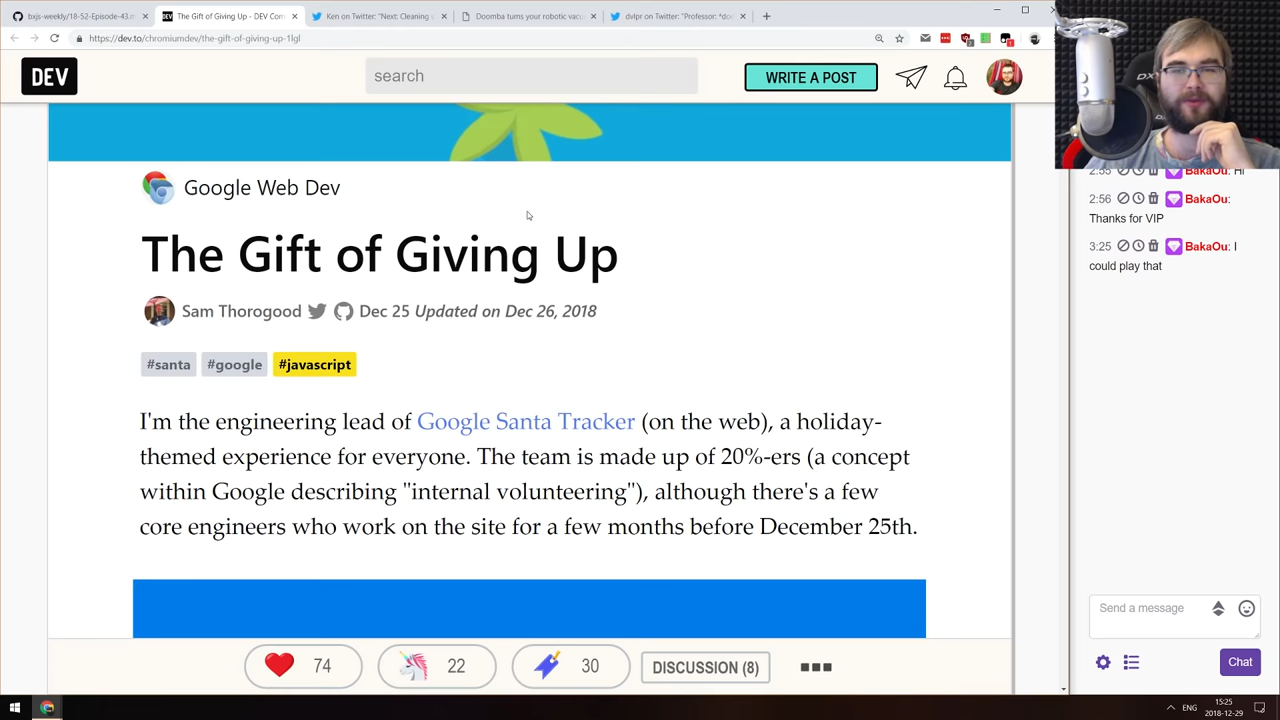 bxjs-weekly/18-52-Episode-43.m
The Gift of Giving Up - DEV Com
Ken on Twitter: "Next: Cleaning
Doomba turns your robotic vacu
dvlpr on Twitter: "Professor: *do
https://dev.to/chromiumdev/the-gift-of-giving-up-1lgl
DEV
search
WRITE A POST
Google Web Dev
The Gift of Giving Up
Sam Thorogood Dec 25 Updated on Dec 26, 2018
#santa #google #javascript
I'm the engineering lead of Google Santa Tracker (on the web), a holiday-
themed experience for everyone. The team is made up of 20%-ers (a concept
within Google describing "internal volunteering"), although there's a few
core engineers who work on the site for a few months before December 25th.
74 22 30 DISCUSSION (8)
2:55 BakaOu: Hi
2:56 BakaOu:
Thanks for VIP
3:25 BakaOu: I
could play that
Send a message
Chat
ENG
15:25
2018-12-29